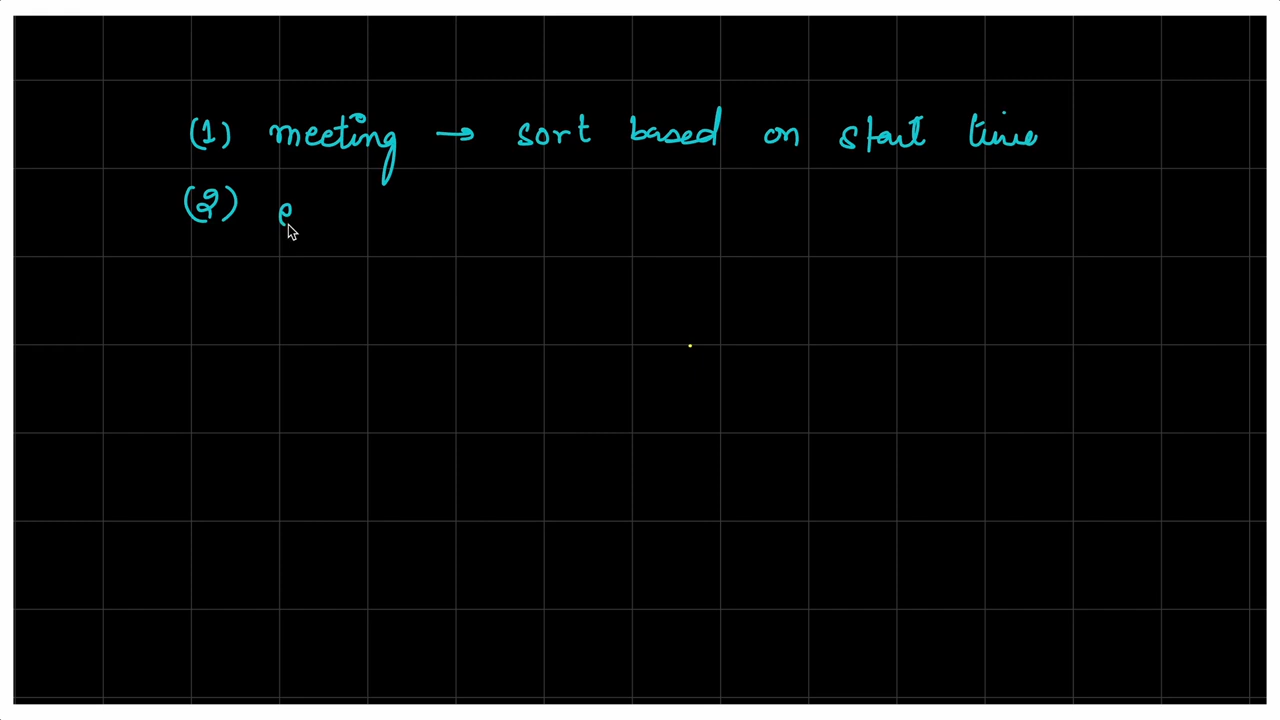 (1) meeting → sort based on start time
(2)